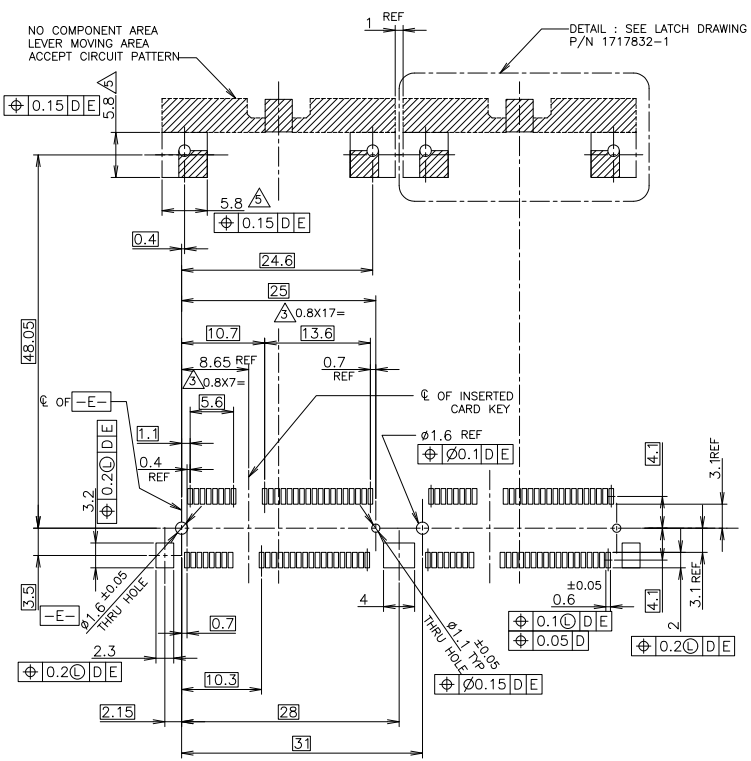 NO COMPONENT AREA
LEVER MOVING AREA
ACCEPT CIRCUIT PATTERN
1 REF
DETAIL : SEE LATCH DRAWING
P/N 1717832-1
⌖ 0.15 D E
5.8 5
5.8 5
⌖ 0.15 D E
0.4
24.6
25
3 0.8X17=
10.7
13.6
48.05
8.65 REF
0.7
REF
3 0.8X7=
5.6
℄ OF -E-
℄ OF INSERTED
CARD KEY
1.1
0.4
REF
⌖ 0.2Ⓛ D E
3.2
ø1.6 REF
⌖ Ø0.1 D E
4.1
3.1REF
3.5
-E-
ø1.6 ±0.05
THRU HOLE
4
ø1.1 TYP ±0.05
THRU HOLE
±0.05
0.6
4.1
3.1 REF
2
0.7
⌖ 0.1Ⓛ D E
⌖ 0.05 D
⌖ 0.2Ⓛ D E
2.3
⌖ 0.2Ⓛ D E
10.3
⌖ Ø0.15 D E
2.15
28
31